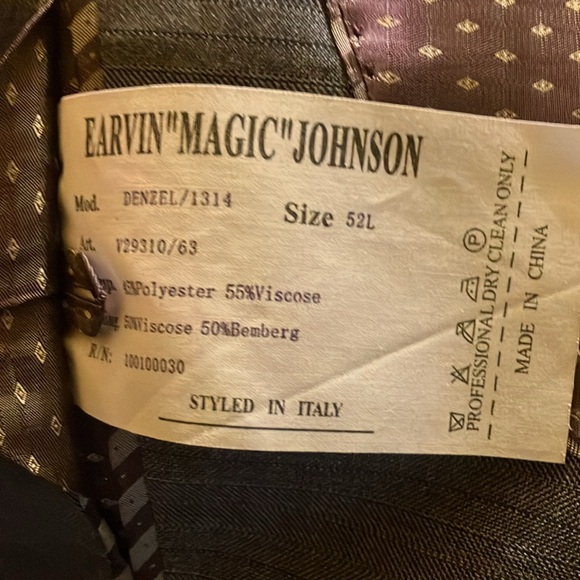 EARVIN"MAGIC"JOHNSON
Mod. DENZEL/1314 Size 52L
Art. V29310/63
Polyester 55%Viscose
50%Viscose 50%Bemberg
R/N: 100100030
STYLED IN ITALY
P
PROFESSIONAL DRY CLEAN ONLY
MADE IN CHINA